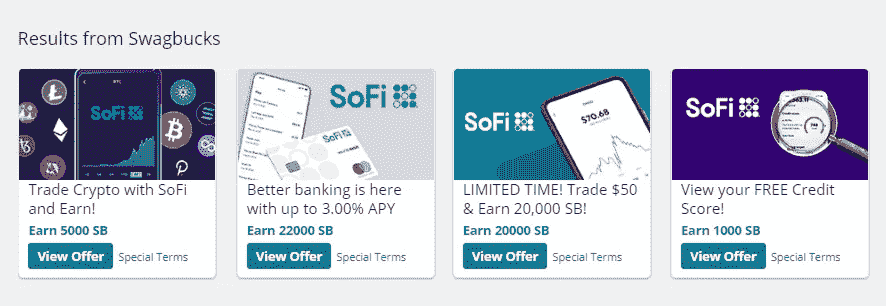 Results from Swagbucks
SoFi
SoFi
SoFi
$70.68
SoFi
Trade Crypto with SoFi
and Earn!
Earn 5000 SB
View Offer Special Terms
Better banking is here
with up to 3.00% APY
Earn 22000 SB
View Offer Special Terms
LIMITED TIME! Trade $50
& Earn 20,000 SB!
Earn 20000 SB
View Offer Special Terms
View your FREE Credit
Score!
Earn 1000 SB
View Offer Special Terms